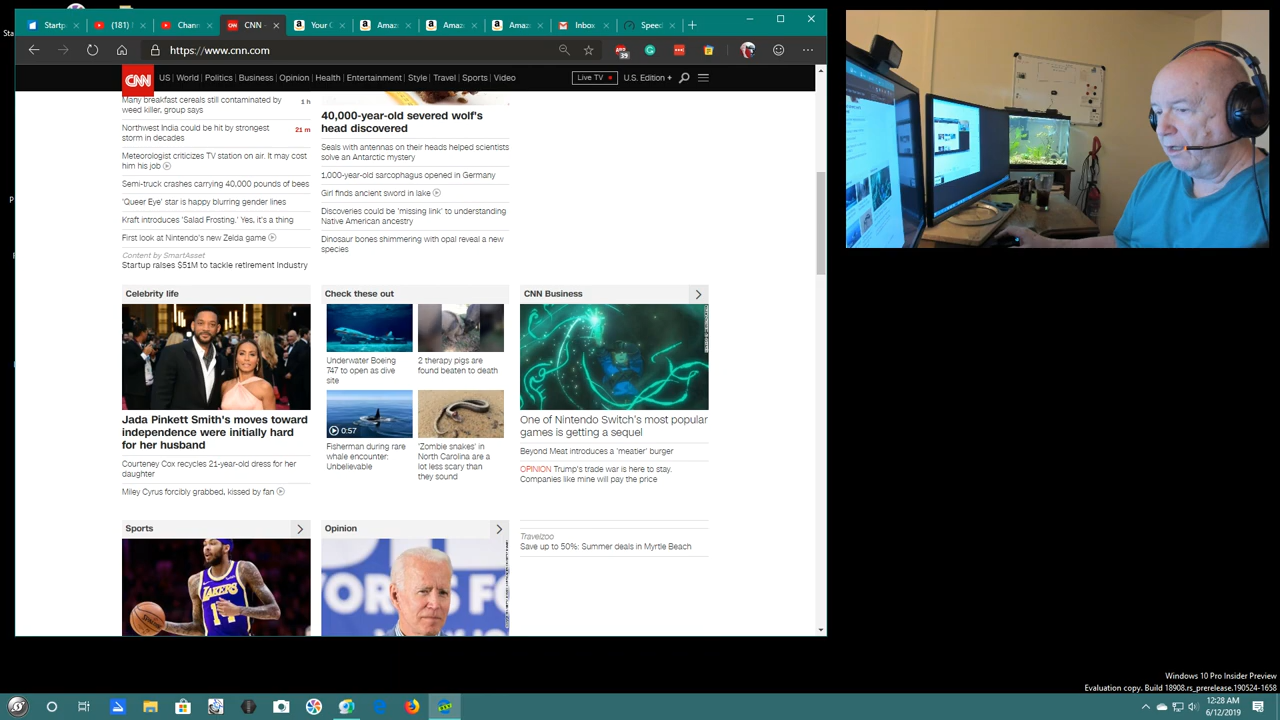 Startp
(181)
Chann
CNN -
Your C
Amaz
Amaz
Amaz
Inbox
Speed
https://www.cnn.com
39
CNN
US World Politics Business Opinion Health Entertainment Style Travel Sports Video
Live TV
U.S. Edition +
Many breakfast cereals still contaminated by
weed killer, group says
1 h
Northwest India could be hit by strongest
storm in decades
21 m
Meteorologist criticizes TV station on air. It may cost
him his job
Semi-truck crashes carrying 40,000 pounds of bees
'Queer Eye' star is happy blurring gender lines
Kraft introduces 'Salad Frosting.' Yes, it's a thing
First look at Nintendo's new Zelda game
Content by SmartAsset
Startup raises $51M to tackle retirement industry
40,000-year-old severed wolf's
head discovered
Seals with antennas on their heads helped scientists
solve an Antarctic mystery
1,000-year-old sarcophagus opened in Germany
Girl finds ancient sword in lake
Discoveries could be 'missing link' to understanding
Native American ancestry
Dinosaur bones shimmering with opal reveal a new
species
Celebrity life
Jada Pinkett Smith's moves toward
independence were initially hard
for her husband
Courteney Cox recycles 21-year-old dress for her
daughter
Miley Cyrus forcibly grabbed, kissed by fan
Check these out
Underwater Boeing
747 to open as dive
site
2 therapy pigs are
found beaten to death
0:57
Fisherman during rare
whale encounter:
Unbelievable
'Zombie snakes' in
North Carolina are a
lot less scary than
they sound
CNN Business
One of Nintendo Switch's most popular
games is getting a sequel
Beyond Meat introduces a 'meatier' burger
OPINION Trump's trade war is here to stay.
Companies like mine will pay the price
Sports
LAKERS
14
Opinion
Travelzoo
Save up to 50%: Summer deals in Myrtle Beach
Windows 10 Pro Insider Preview
Evaluation copy. Build 18908.rs_prerelease.190524-1658
12:28 AM
6/12/2019